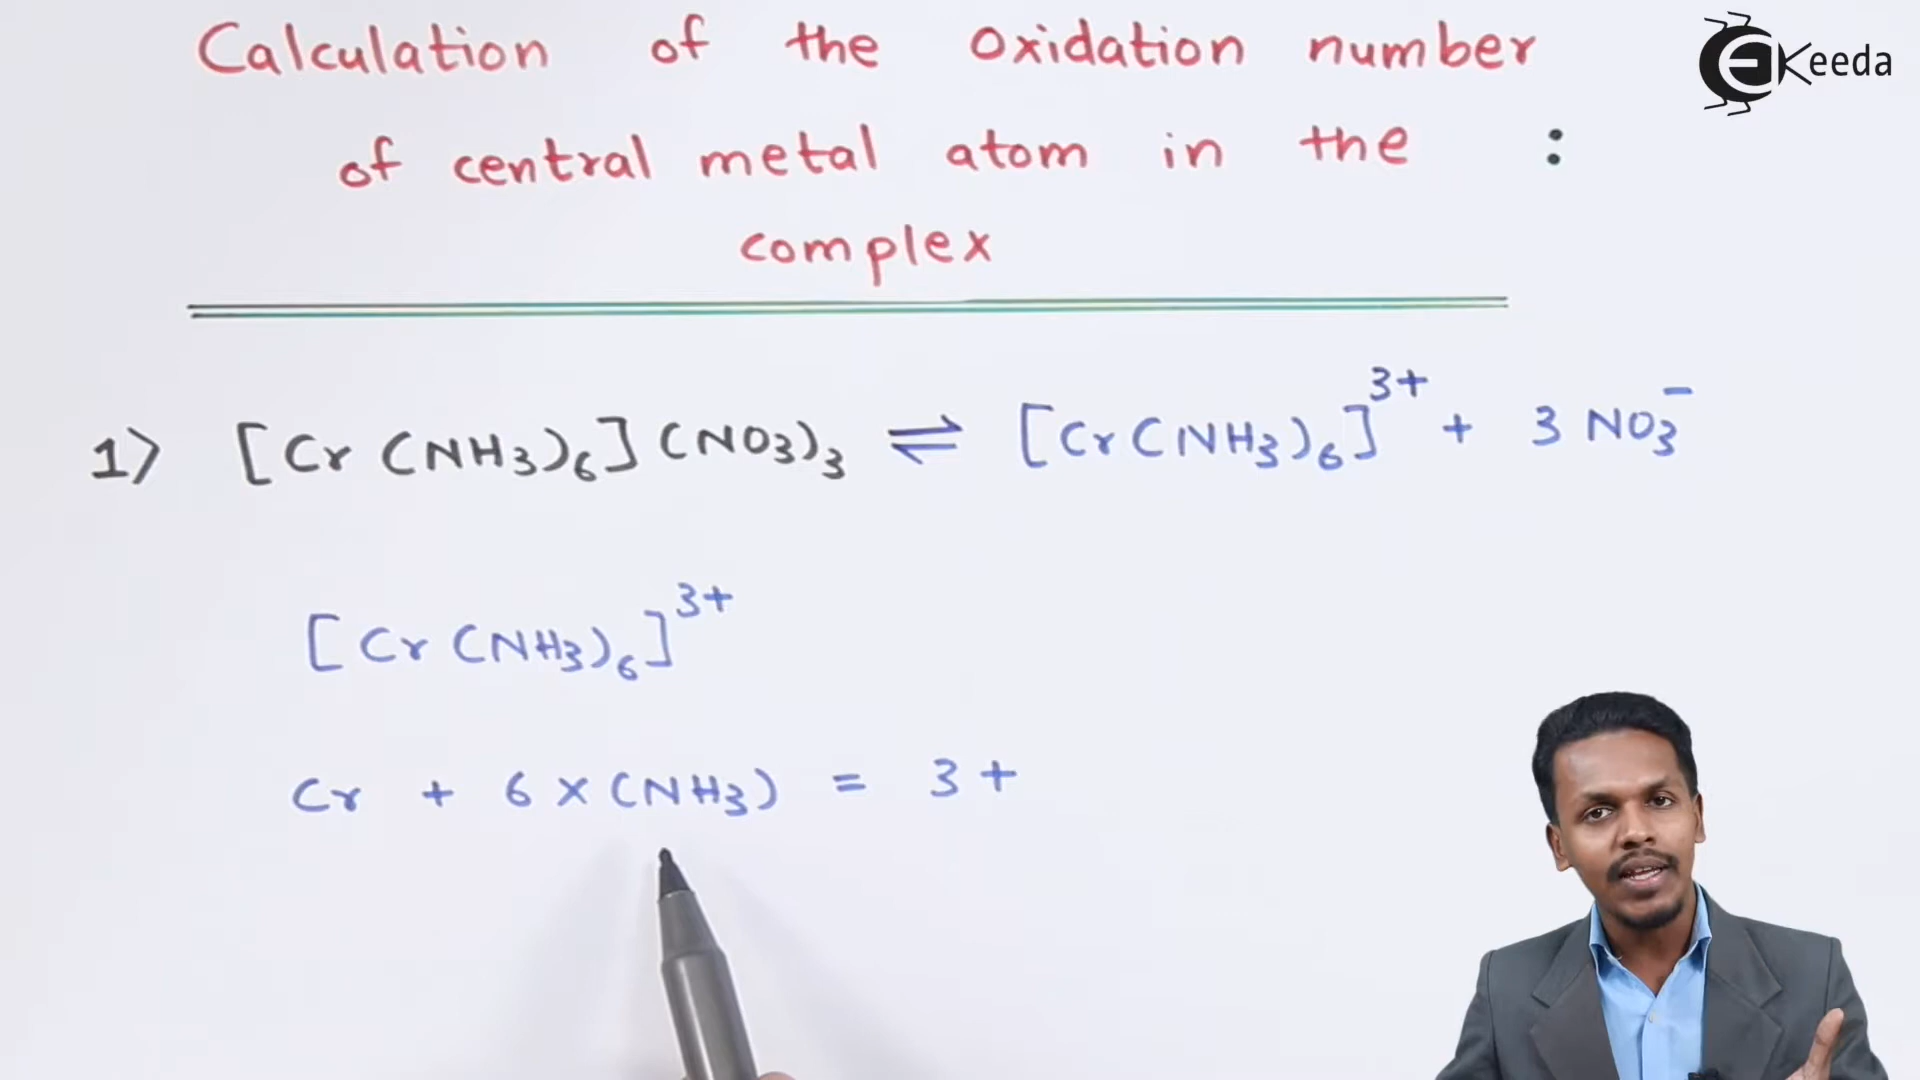 Calculation of the Oxidation number
of central metal atom in the :
complex
EKeeda
1) [Cr(NH3)6](NO3)3 ⇌ [Cr(NH3)6]^3+ + 3 NO3^-
[Cr(NH3)6]^3+
Cr + 6 x (NH3) = 3+